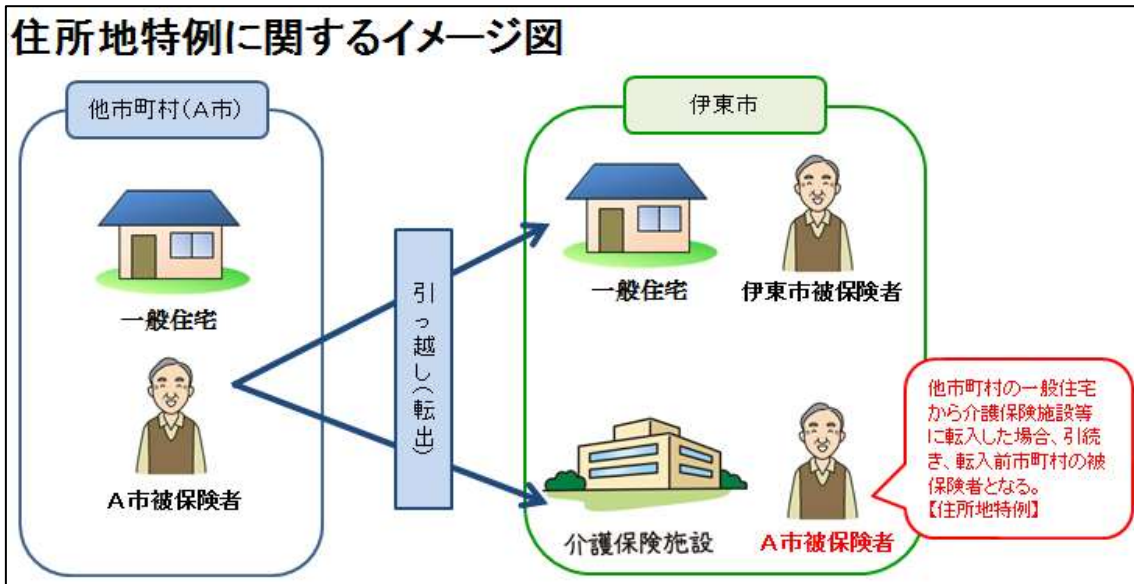 住所地特例に関するイメージ図
他市町村(A市)
一般住宅
A市被保険者
引っ越し(転出)
伊東市
一般住宅
伊東市被保険者
介護保険施設
A市被保険者
他市町村の一般住宅
から介護保険施設等
に転入した場合、引続
き、転入前市町村の被
保険者となる。
【住所地特例】